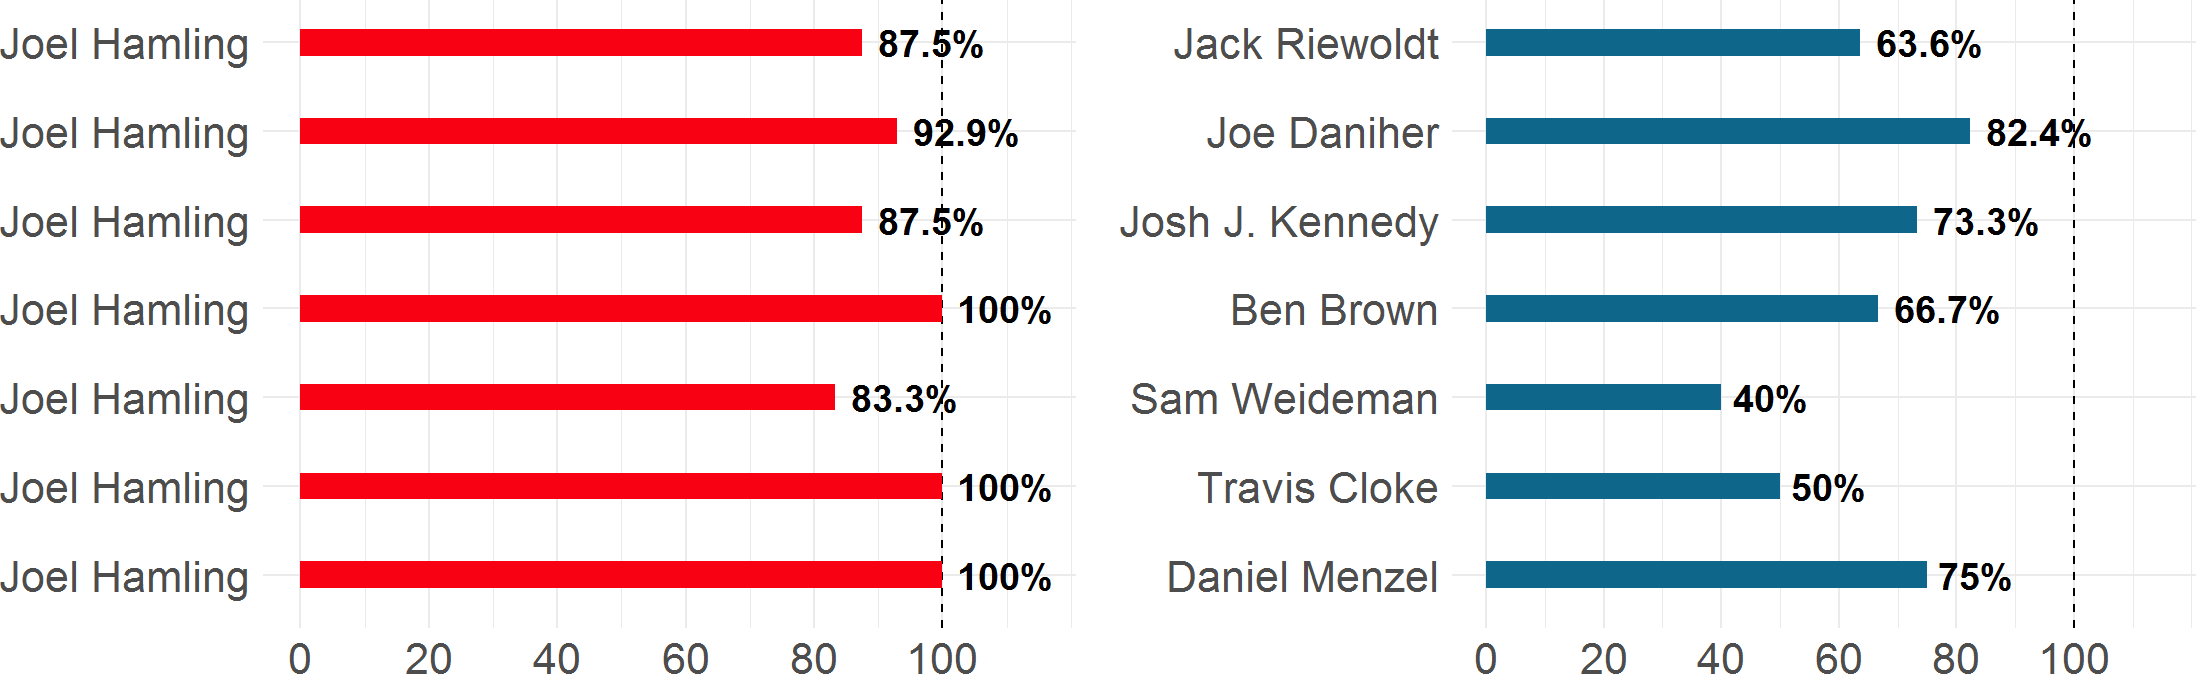 Joel Hamling 87.5% Jack Riewoldt 63.6%
Joel Hamling 92.9% Joe Daniher 82.4%
Joel Hamling 87.5% Josh J. Kennedy 73.3%
Joel Hamling 100% Ben Brown 66.7%
Joel Hamling 83.3% Sam Weideman 40%
Joel Hamling 100% Travis Cloke 50%
Joel Hamling 100% Daniel Menzel 75%
0 20 40 60 80 100 0 20 40 60 80 100